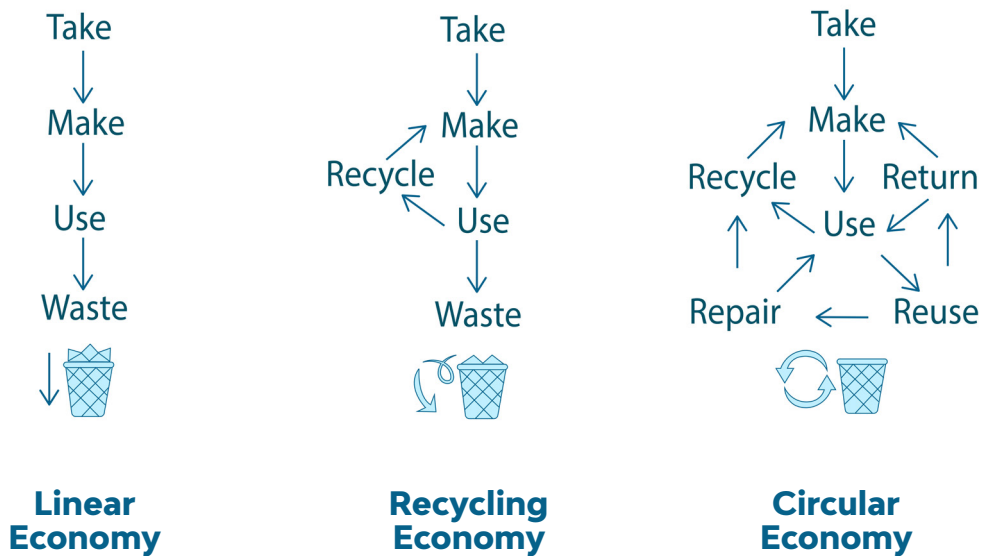 Take
Make
Use
Waste
Linear
Economy
Take
Make
Recycle
Use
Waste
Recycling
Economy
Take
Make
Recycle
Return
Use
Repair
Reuse
Circular
Economy